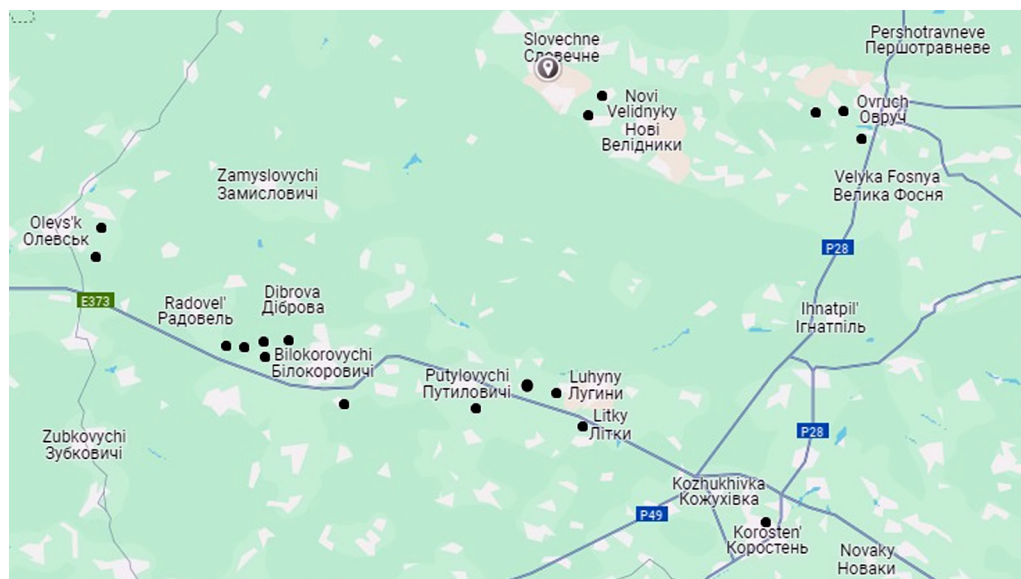 Slovechne
Словечне
Pershotravneve
Першотравневе
Novi
Velidnyky
Нові
Велідники
Ovruch
Овруч
Zamyslovychi
Замисловичі
Velyka Fosnya
Велика Фосня
Olevs'k
Олевськ
P28
E373
Radovel'
Радовель
Dibrova
Діброва
Ihnatpil'
Ігнатпіль
Bilokorovychi
Білокоровичі
Putylovychi
Путиловичі
Luhyny
Лугини
Litky
Літки
Zubkovychi
Зубковичі
P28
Kozhukhivka
Кожухівка
P49
Korosten'
Коростень
Novaky
Новаки